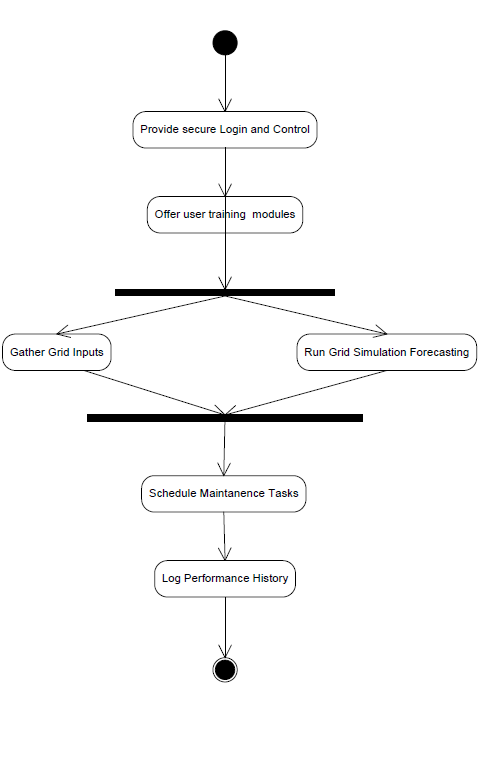 Provide secure Login and Control
Offer user training  modules
Gather Grid Inputs
Run Grid Simulation Forecasting
Schedule Maintanence Tasks
Log Performance History